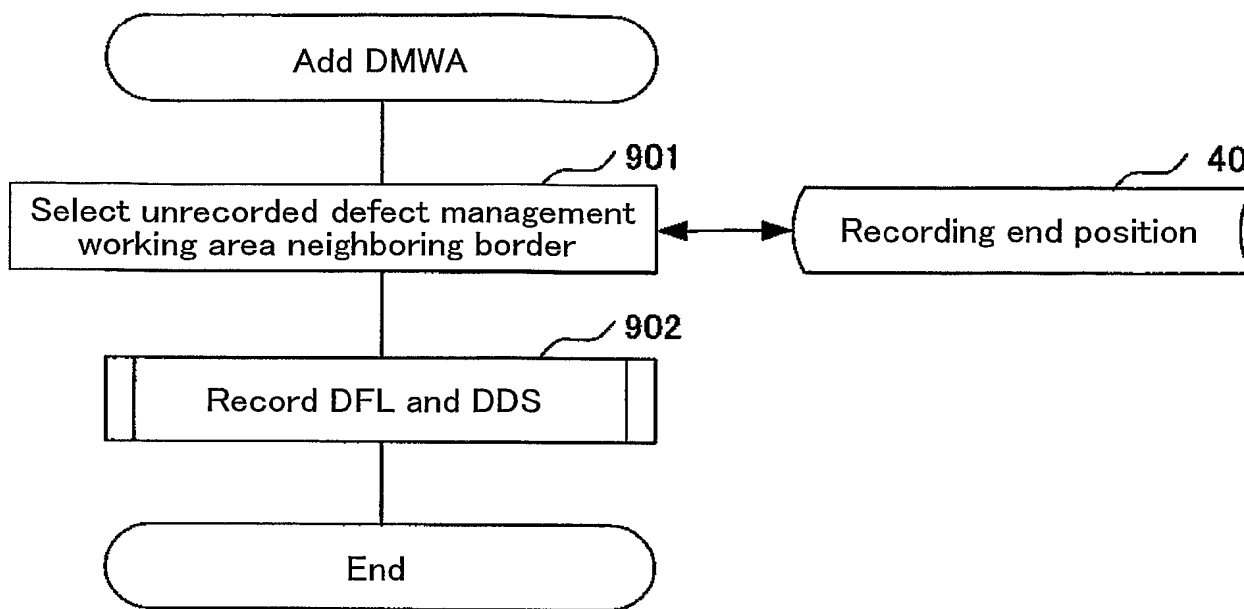 Add DMWA
901
40
Select unrecorded defect management
working area neighboring border
Recording end position
902
Record DFL and DDS
End